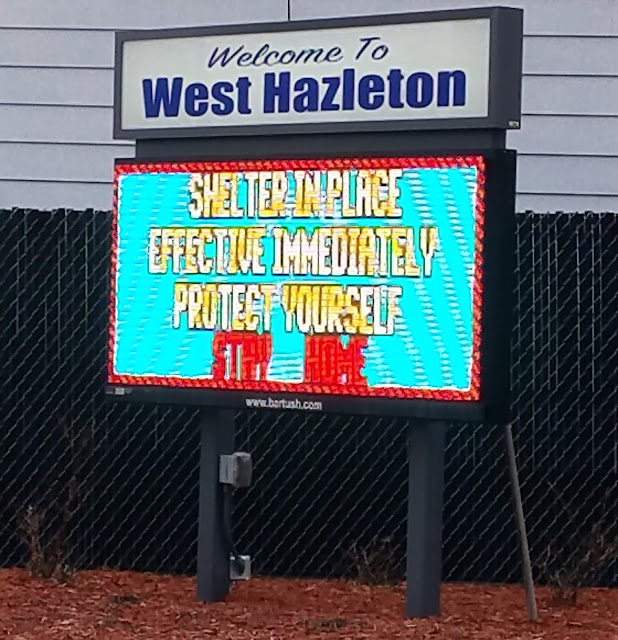 Welcome To
West Hazleton
SHELTER IN PLACE
EFFECTIVE IMMEDIATELY
PROTECT YOURSELF
STAY HOME
www.bartush.com